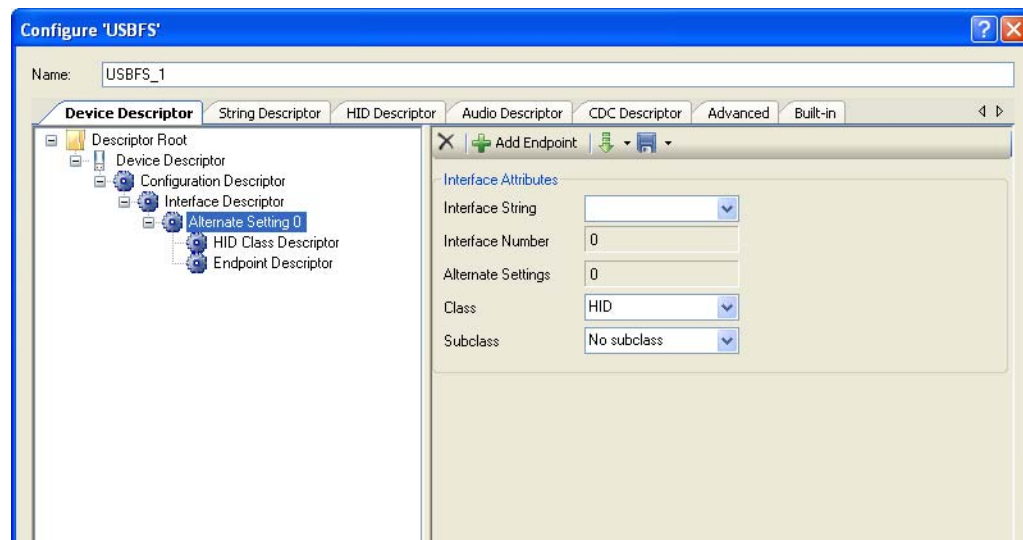 Configure 'USBFS'
Name: USBFS_1
Device Descriptor String Descriptor HID Descriptor Audio Descriptor CDC Descriptor Advanced Built-in
Descriptor Root
Device Descriptor
Configuration Descriptor
Interface Descriptor
Alternate Setting 0
HID Class Descriptor
Endpoint Descriptor
Add Endpoint
Interface Attributes
Interface String
Interface Number 0
Alternate Settings 0
Class HID
Subclass No subclass